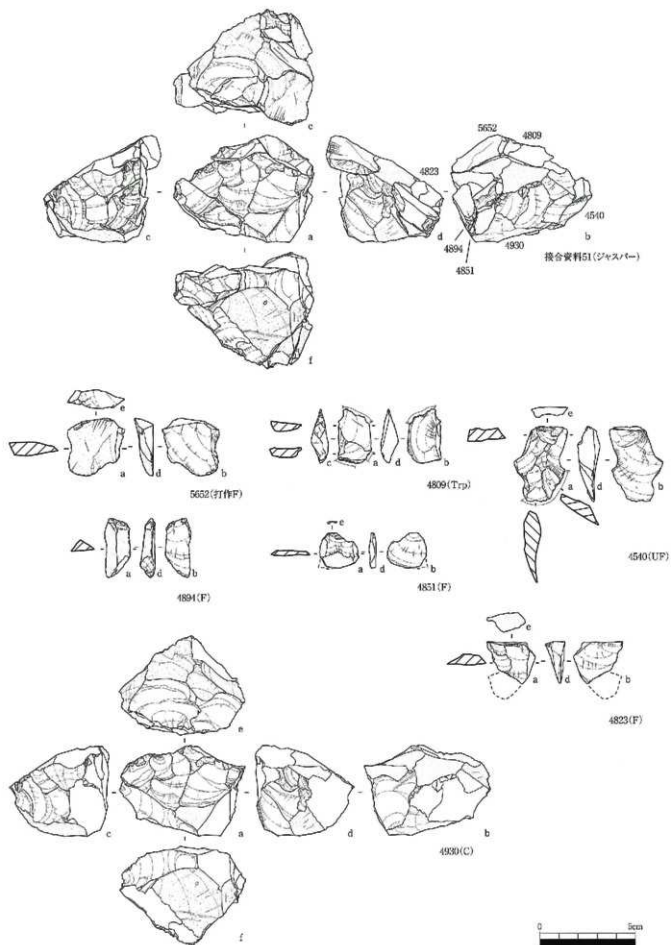 e
5652
4809
4823
c
a
d
4540
b
4894
4930
4851
接合資料51(ジャスパー)
f
e
a
d
b
5652(打作F)
c
a
d
b
4809(Trp)
e
a
d
b
4540(UF)
a
d
b
4894(F)
e
a
d
b
4851(F)
e
a
d
b
4823(F)
e
c
a
d
b
4930(C)
f
0
5cm